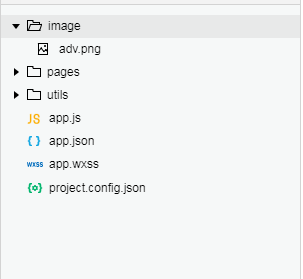 image
adv.png
pages
utils
JS app.js
{ } app.json
wxss app.wxss
{o} project.config.json